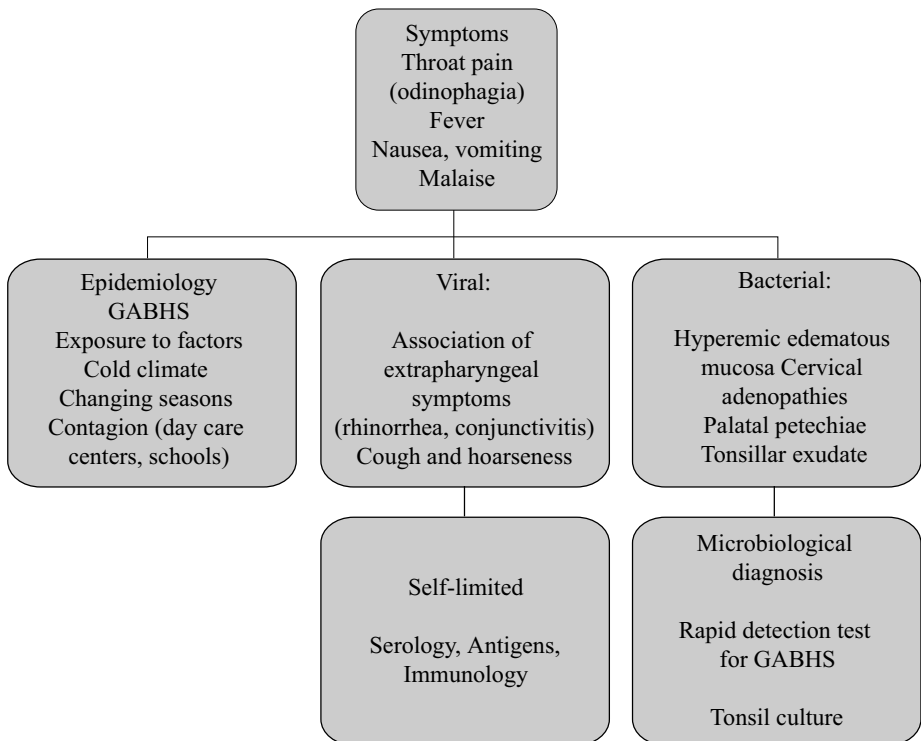 Symptoms
Throat pain
(odinophagia)
Fever
Nausea, vomiting
Malaise
Epidemiology
GABHS
Exposure to factors
Cold climate
Changing seasons
Contagion (day care
centers, schools)
Viral:
Association of
extrapharyngeal
symptoms
(rhinorrhea, conjunctivitis)
Cough and hoarseness
Bacterial:
Hyperemic edematous
mucosa Cervical
adenopathies
Palatal petechiae
Tonsillar exudate
Self-limited
Serology, Antigens,
Immunology
Microbiological
diagnosis
Rapid detection test
for GABHS
Tonsil culture